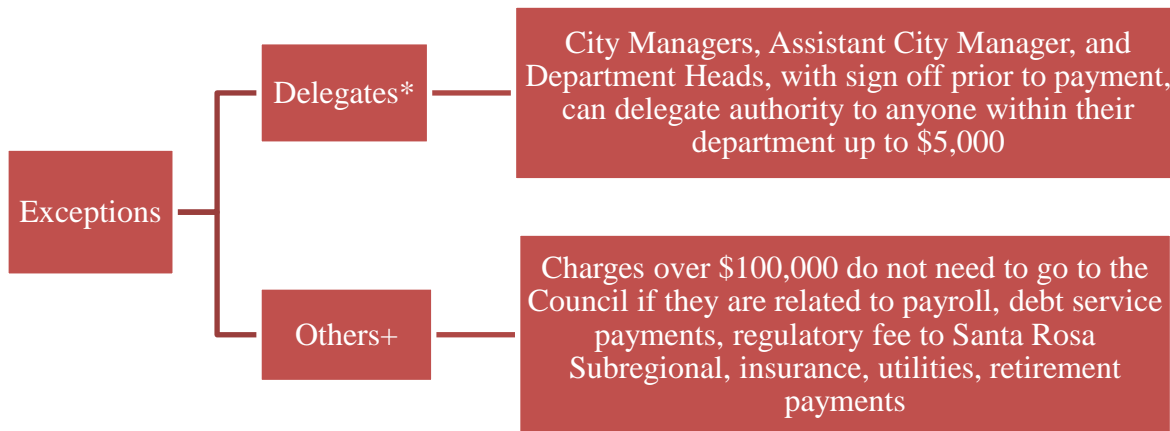 Exceptions
Delegates*
City Managers, Assistant City Manager, and
Department Heads, with sign off prior to payment,
can delegate authority to anyone within their
department up to $5,000
Others+
Charges over $100,000 do not need to go to the
Council if they are related to payroll, debt service
payments, regulatory fee to Santa Rosa
Subregional, insurance, utilities, retirement
payments